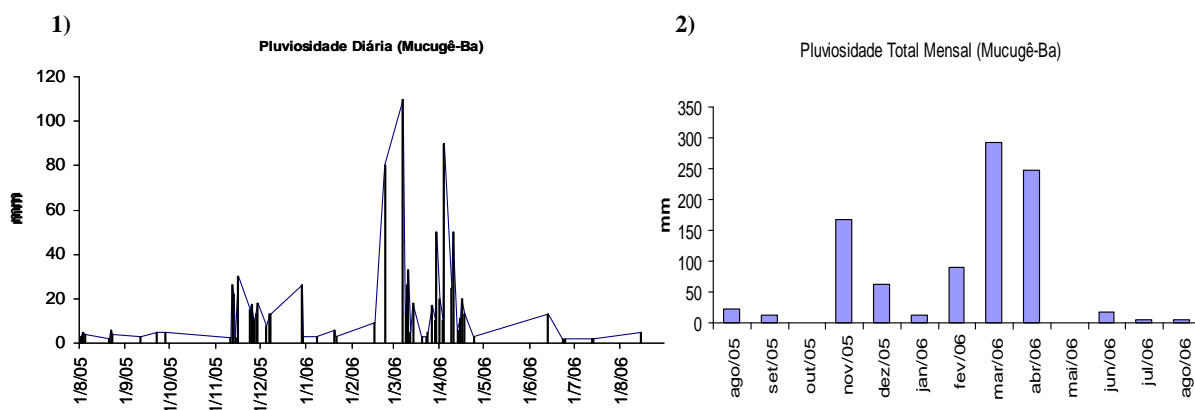 1)
Pluviosidade Diária (Mucugê-Ba)
120
100
80
60
40
20
0
mm
1/8/05
1/9/05
1/10/05
1/11/05
1/12/05
1/1/06
1/2/06
1/3/06
1/4/06
1/5/06
1/6/06
1/7/06
1/8/06
2)
Pluviosidade Total Mensal (Mucugê-Ba)
350
300
250
200
150
100
50
0
mm
ago/05
set/05
out/05
nov/05
dez/05
jan/06
fev/06
mar/06
abr/06
mai/06
jun/06
jul/06
ago/06